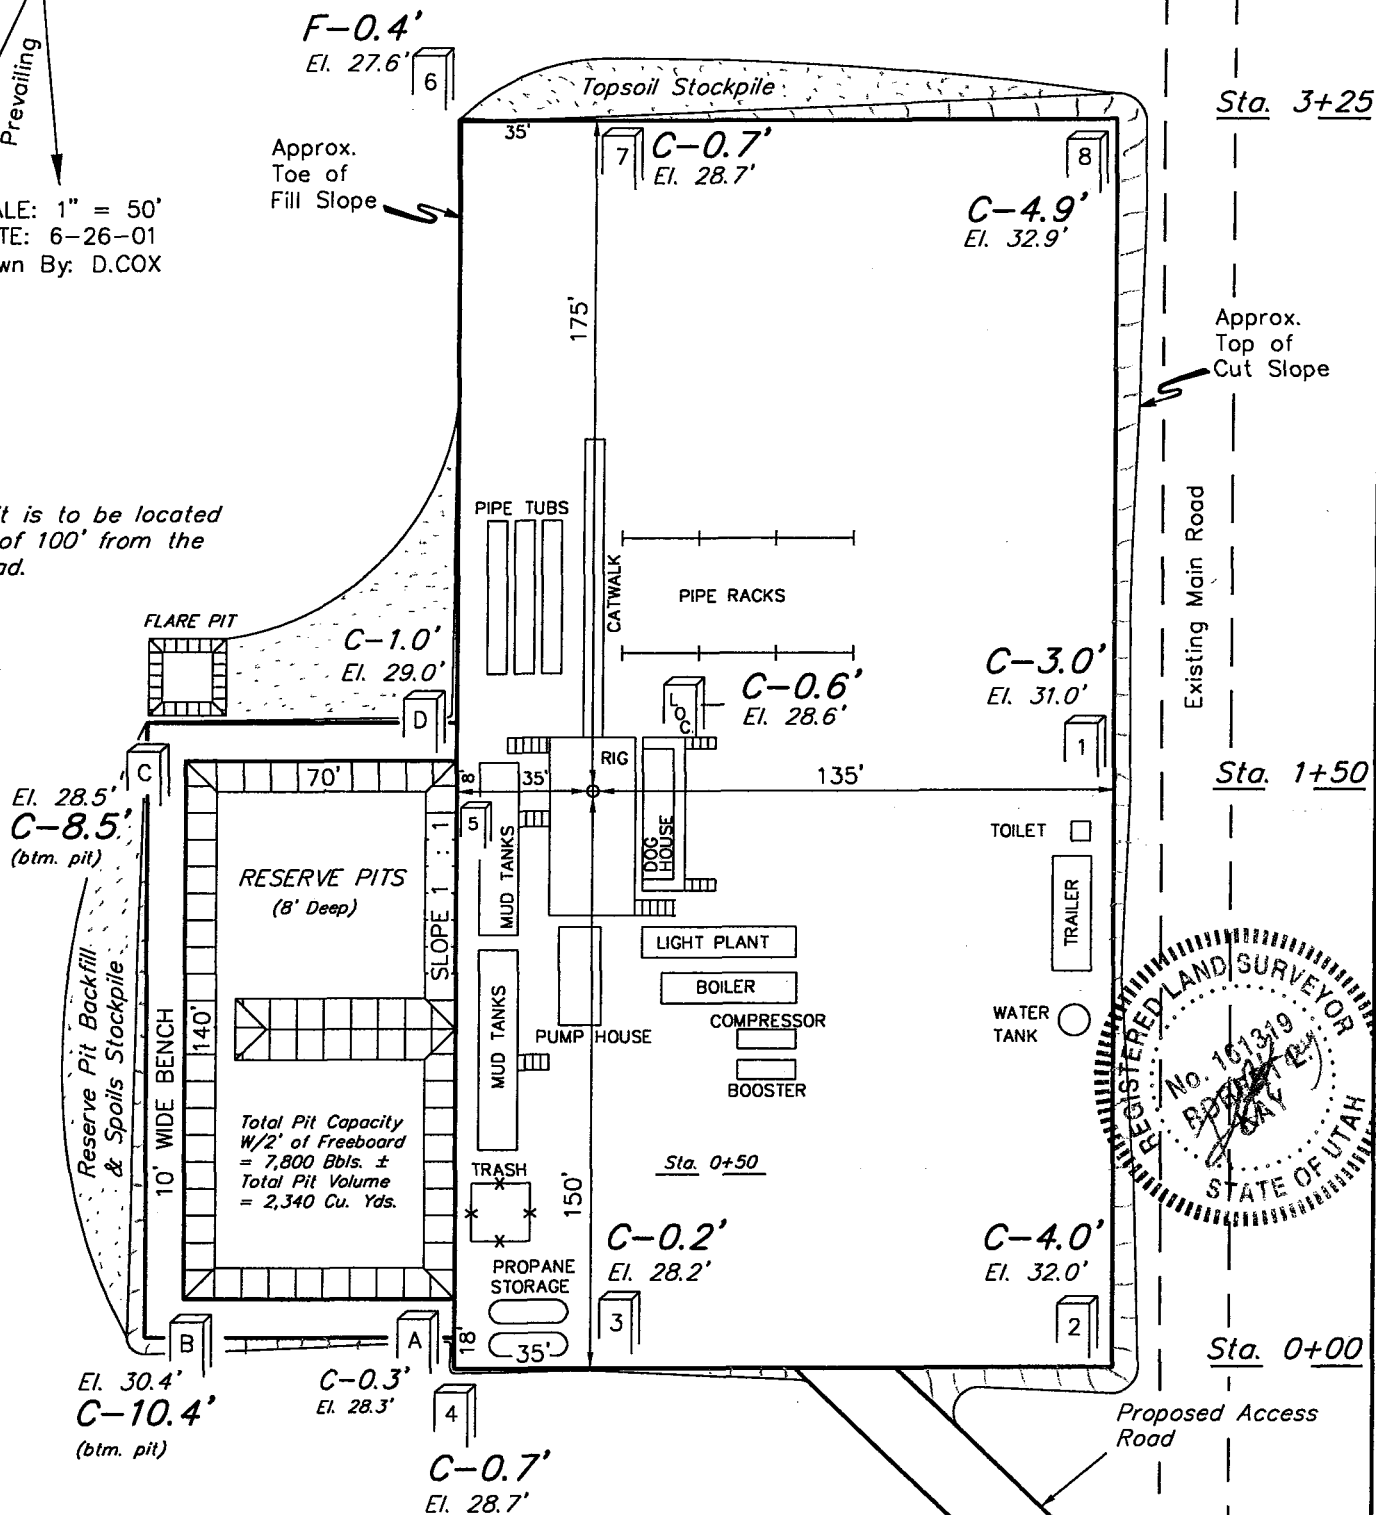 F-0.4'
El. 27.6'
6
Prevailing
Topsoil Stockpile
Sta. 3+25
35'
7
C-0.7'
El. 28.7'
8
C-4.9'
El. 32.9'
Approx.
Toe of
Fill Slope
ALE: 1" = 50'
TE: 6-26-01
wn By: D.COX
175'
Approx.
Top of
Cut Slope
it is to be located
of 100' from the
ad.
PIPE TUBS
CATWALK
PIPE RACKS
Existing Main Road
FLARE PIT
C-1.0'
El. 29.0'
D
L
O
C.
C-0.6'
El. 28.6'
C-3.0'
El. 31.0'
1
C
El. 28.5'
C-8.5'
(btm. pit)
70'
8'
35'
RIG
135'
Sta. 1+50
5
MUD TANKS
DOG
HOUSE
TOILET
TRAILER
RESERVE PITS
(8' Deep)
SLOPE 1 : 1
LIGHT PLANT
BOILER
COMPRESSOR
BOOSTER
PUMP HOUSE
MUD TANKS
WATER
TANK
Reserve Pit Backfill
& Spoils Stockpile
10' WIDE BENCH
140'
Total Pit Capacity
W/2' of Freeboard
= 7,800 Bbls. ±
Total Pit Volume
= 2,340 Cu. Yds.
TRASH
Sta. 0+50
150'
REGISTERED LAND SURVEYOR
No. 161319
KAY
STATE OF UTAH
PROPANE
STORAGE
C-0.2'
El. 28.2'
3
C-4.0'
El. 32.0'
2
18'
35'
Sta. 0+00
B
El. 30.4'
C-10.4'
(btm. pit)
A
C-0.3'
El. 28.3'
4
C-0.7'
El. 28.7'
Proposed Access
Road